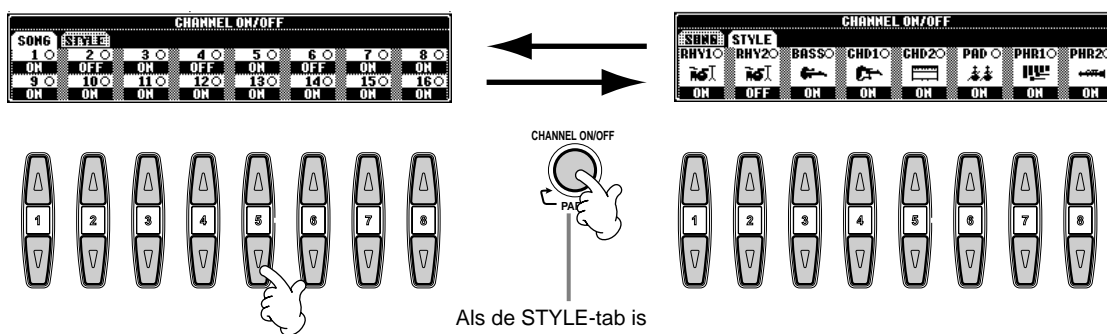 CHANNEL ON/OFF
SONG STYLE
1 2 3 4 5 6 7 8
ON OFF ON OFF ON OFF ON ON
9 10 11 12 13 14 15 16
ON ON ON ON ON ON ON ON
CHANNEL ON/OFF
SONG STYLE
RHY1 RHY2 BASS CHD1 CHD2 PAD PHR1 PHR2
ON OFF ON ON ON ON ON ON
CHANNEL ON/OFF
PA
1 2 3 4 5 6 7 8
1 2 3 4 5 6 7 8
Als de STYLE-tab is